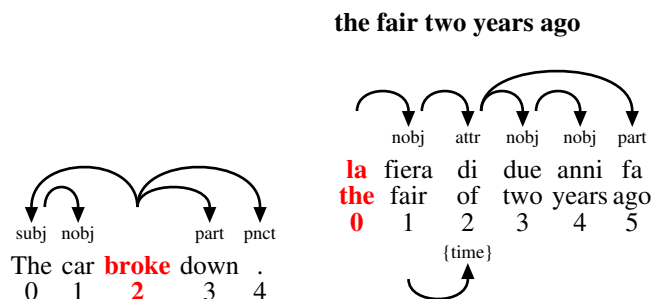 the fair two years ago
nobj attr nobj nobj part
la fiera di due anni fa
the fair of two years ago
0 1 2 3 4 5
{time}
subj nobj part pnct
The car broke down .
0 1 2 3 4